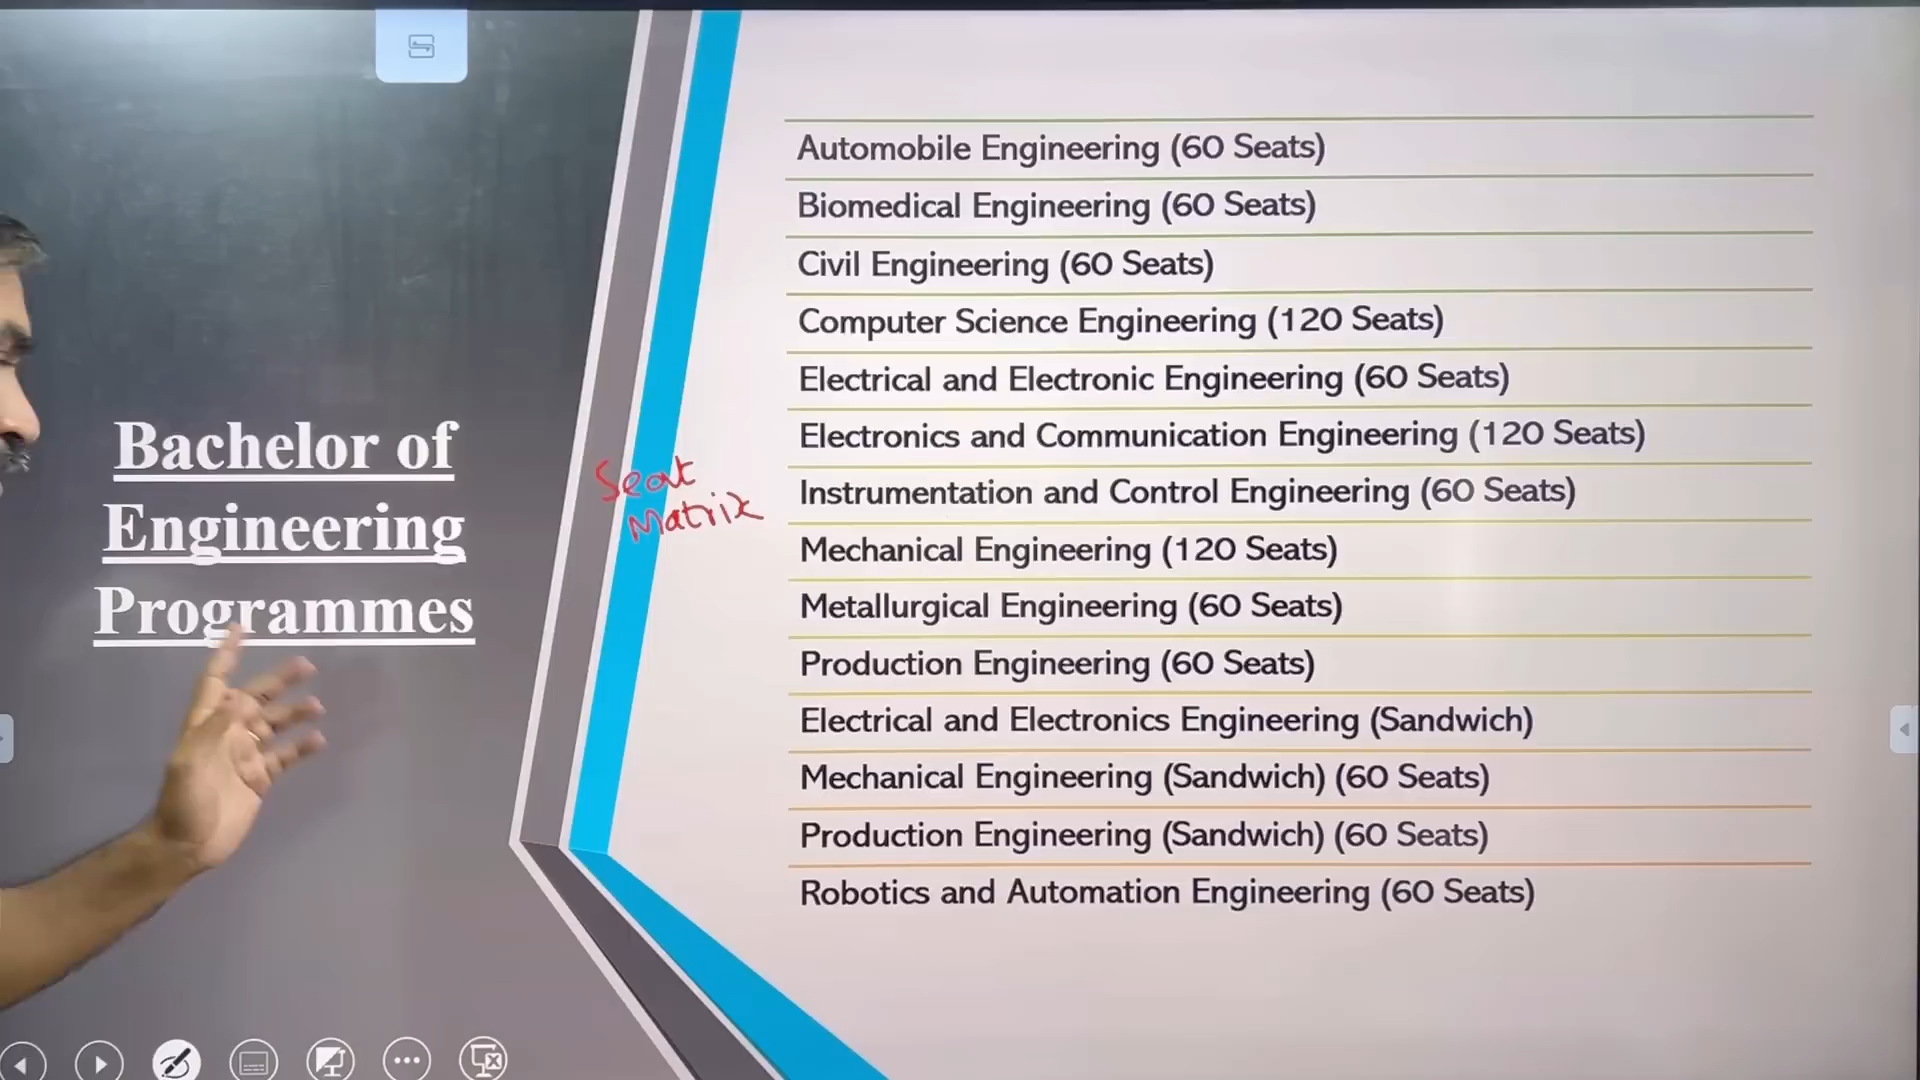 Bachelor of
Engineering
Programmes
Seat
Matrix
Automobile Engineering (60 Seats)
Biomedical Engineering (60 Seats)
Civil Engineering (60 Seats)
Computer Science Engineering (120 Seats)
Electrical and Electronic Engineering (60 Seats)
Electronics and Communication Engineering (120 Seats)
Instrumentation and Control Engineering (60 Seats)
Mechanical Engineering (120 Seats)
Metallurgical Engineering (60 Seats)
Production Engineering (60 Seats)
Electrical and Electronics Engineering (Sandwich)
Mechanical Engineering (Sandwich) (60 Seats)
Production Engineering (Sandwich) (60 Seats)
Robotics and Automation Engineering (60 Seats)